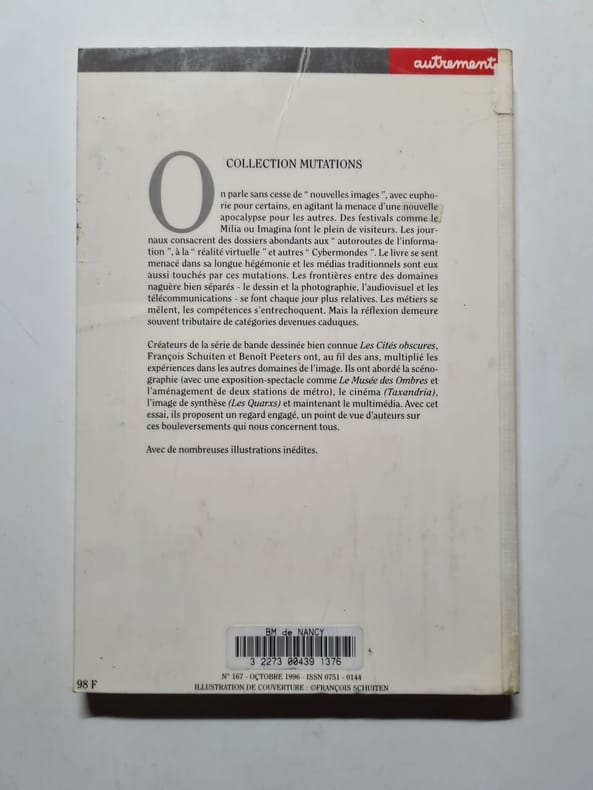 autrement
COLLECTION MUTATIONS
On parle sans cesse de “ nouvelles images ”, avec eupho-
rie pour certains, en agitant la menace d'une nouvelle
apocalypse pour les autres. Des festivals comme le
Milia ou Imagina font le plein de visiteurs. Les jour-
naux consacrent des dossiers abondants aux “ autoroutes de l'informa-
tion ”, à la “ réalité virtuelle ” et autres “ Cybermondes ”. Le livre se sent
menacé dans sa longue hégémonie et les médias traditionnels sont eux
aussi touchés par ces mutations. Les frontières entre des domaines
naguère bien séparés - le dessin et la photographie, l'audiovisuel et les
télécommunications - se font chaque jour plus relatives. Les métiers se
mêlent, les compétences s'entrechoquent. Mais la réflexion demeure
souvent tributaire de catégories devenues caduques.
Créateurs de la série de bande dessinée bien connue Les Cités obscures,
François Schuiten et Benoît Peeters ont, au fil des ans, multiplié les
expériences dans les autres domaines de l'image. Ils ont abordé la scéno-
graphie (avec une exposition-spectacle comme Le Musée des Ombres et
l'aménagement de deux stations de métro), le cinéma (Taxandria),
l'image de synthèse (Les Quarxs) et maintenant le multimédia. Avec cet
essai, ils proposent un regard engagé, un point de vue d'auteurs sur
ces bouleversements qui nous concernent tous.
Avec de nombreuses illustrations inédites.
BM de NANCY
3 2273 00439 1376
N° 167 - OCTOBRE 1996 - ISSN 0751 - 0144
98 F
ILLUSTRATION DE COUVERTURE : ©FRANÇOIS SCHUITEN